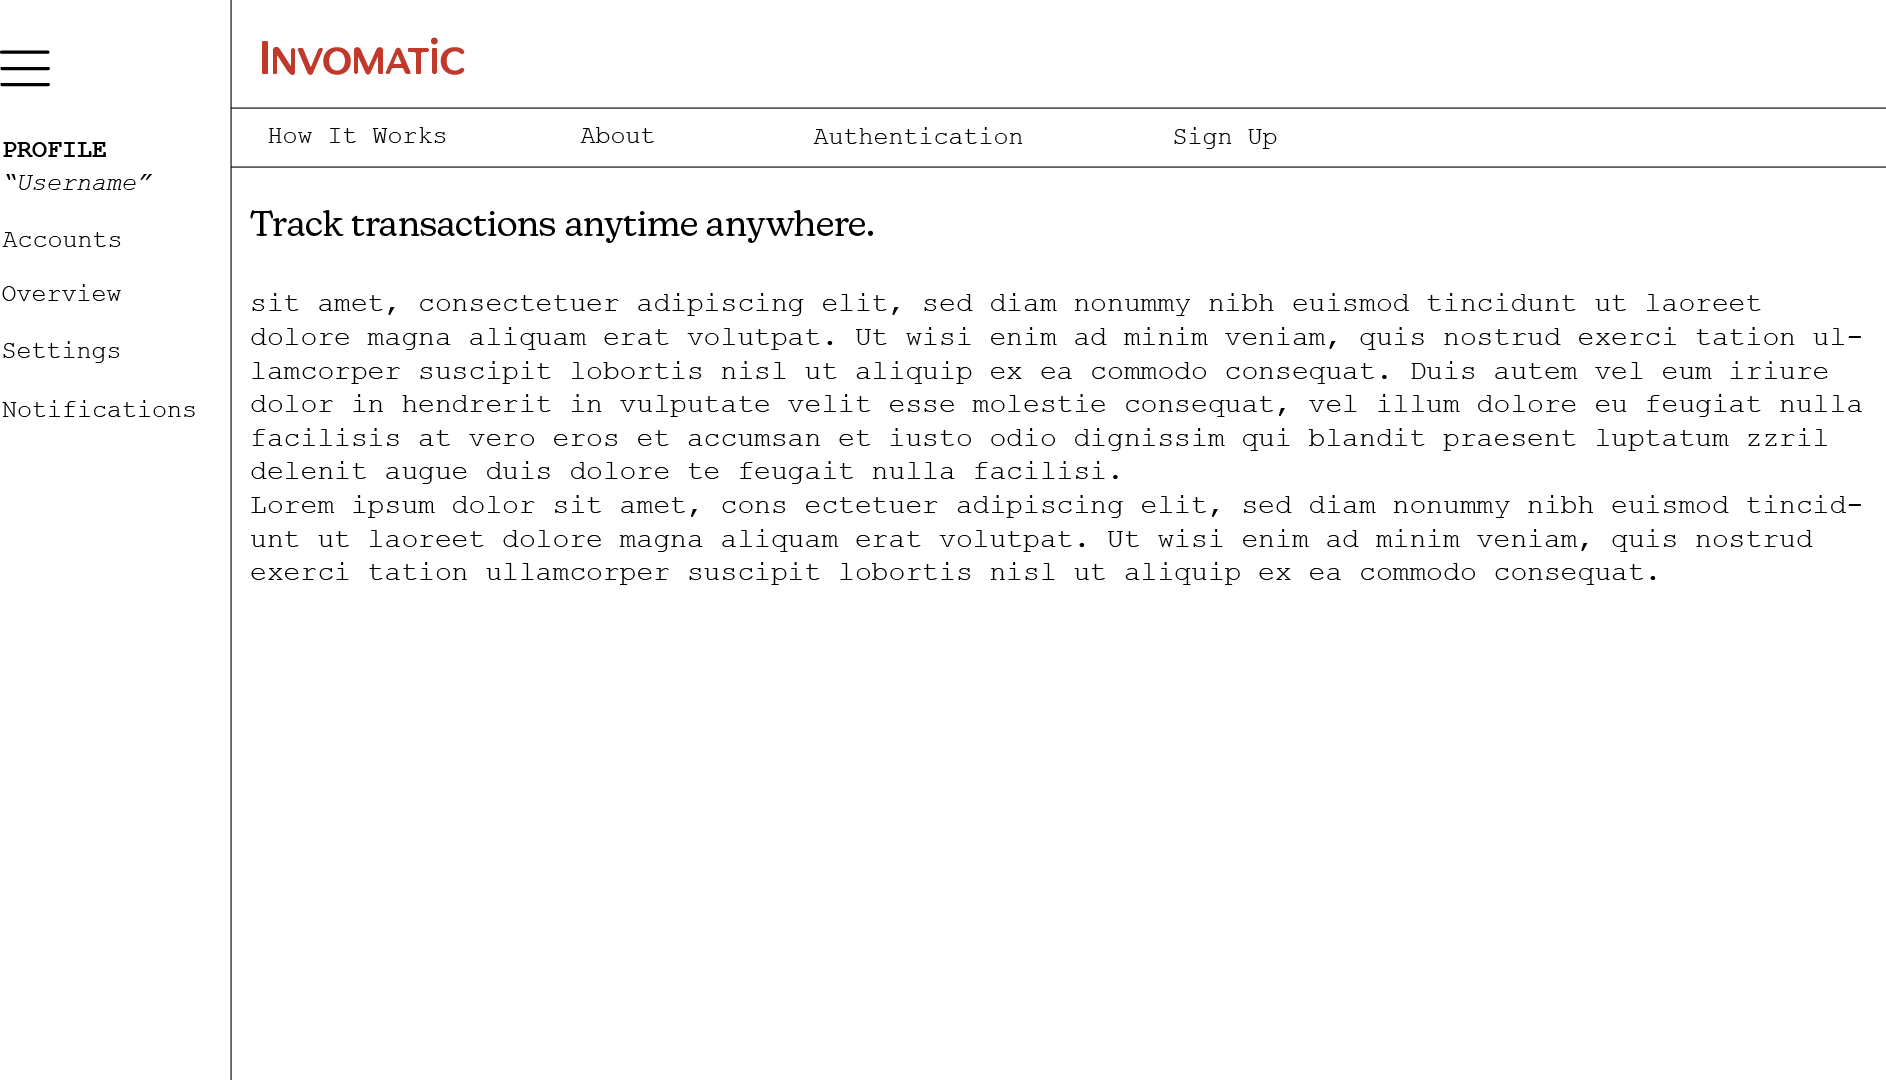 INVOMATiC
How It Works About Authentication Sign Up
PROFILE
“Username”
Accounts
Overview
Settings
Notifications
Track transactions anytime anywhere.
sit amet, consectetuer adipiscing elit, sed diam nonummy nibh euismod tincidunt ut laoreet
dolore magna aliquam erat volutpat. Ut wisi enim ad minim veniam, quis nostrud exerci tation ul-
lamcorper suscipit lobortis nisl ut aliquip ex ea commodo consequat. Duis autem vel eum iriure
dolor in hendrerit in vulputate velit esse molestie consequat, vel illum dolore eu feugiat nulla
facilisis at vero eros et accumsan et iusto odio dignissim qui blandit praesent luptatum zzril
delenit augue duis dolore te feugait nulla facilisi.
Lorem ipsum dolor sit amet, cons ectetuer adipiscing elit, sed diam nonummy nibh euismod tincid-
unt ut laoreet dolore magna aliquam erat volutpat. Ut wisi enim ad minim veniam, quis nostrud
exerci tation ullamcorper suscipit lobortis nisl ut aliquip ex ea commodo consequat.